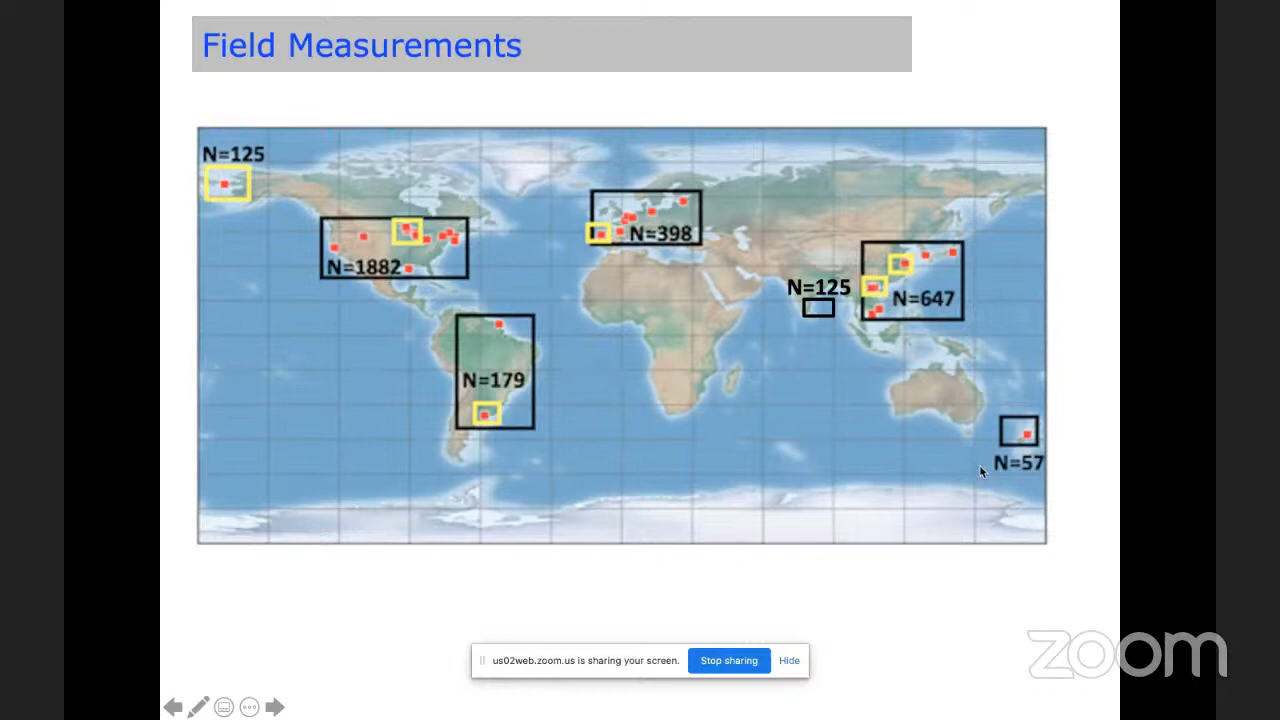 Field Measurements
N=125
N=398
N=1882
N=125
N=647
N=179
N=57
us02web.zoom.us is sharing your screen.
Stop sharing
Hide
zoom